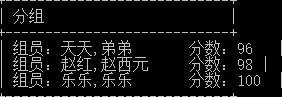 分组
组员：天天,弟弟 分数：96
组员：赵红,赵西元 分数：98
组员：乐乐,乐乐 分数：100